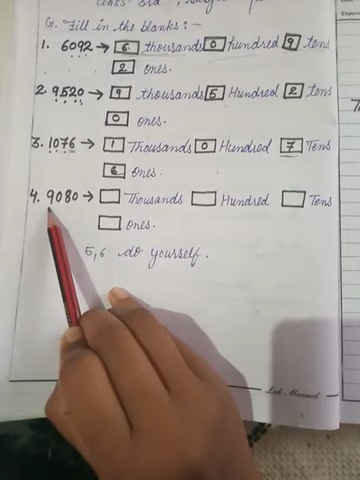 G. Fill in the blanks : -
1. 6092 → 6 thousands 0 hundred 9 tens
2 ones.
2. 9520 → 9 thousands 5 Hundred 2 tens
0 ones.
3. 1076 → 1 Thousands 0 Hundred 7 Tens
6 ones.
4. 9080 → Thousands Hundred Tens
ones.
5, 6 do yourself.
Lab Manual